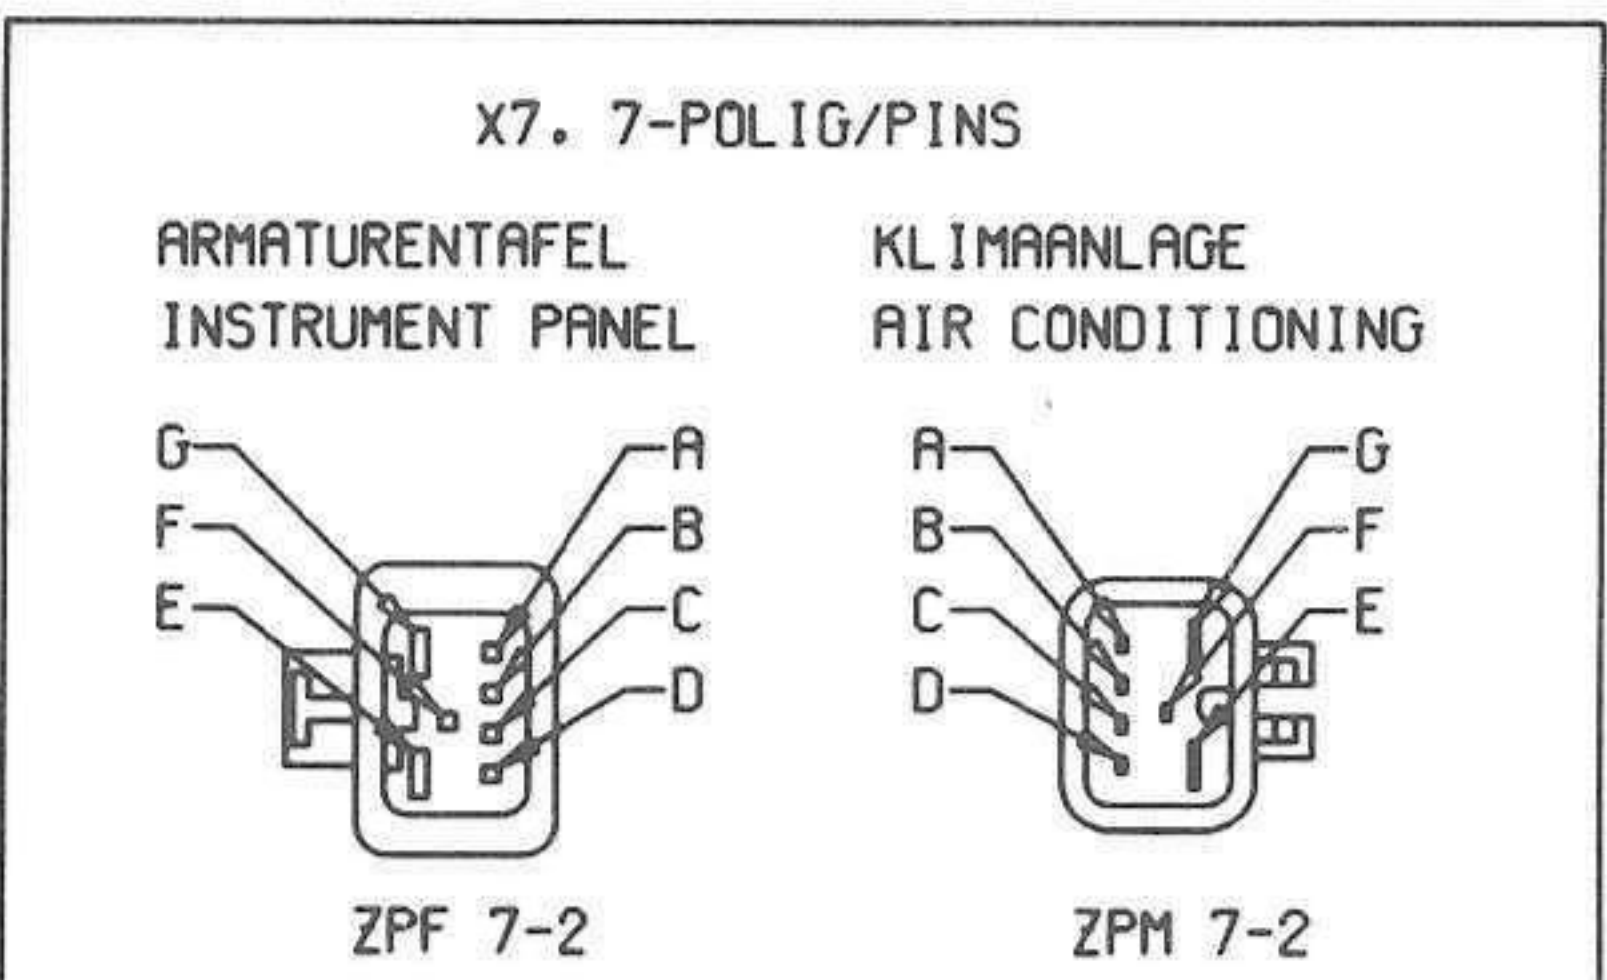 X7. 7-POLIG/PINS
ARMATURENTAFEL
INSTRUMENT PANEL
KLIMAANLAGE
AIR CONDITIONING
G
F
E
A
B
C
D
A
B
C
D
G
F
E
ZPF 7-2
ZPM 7-2